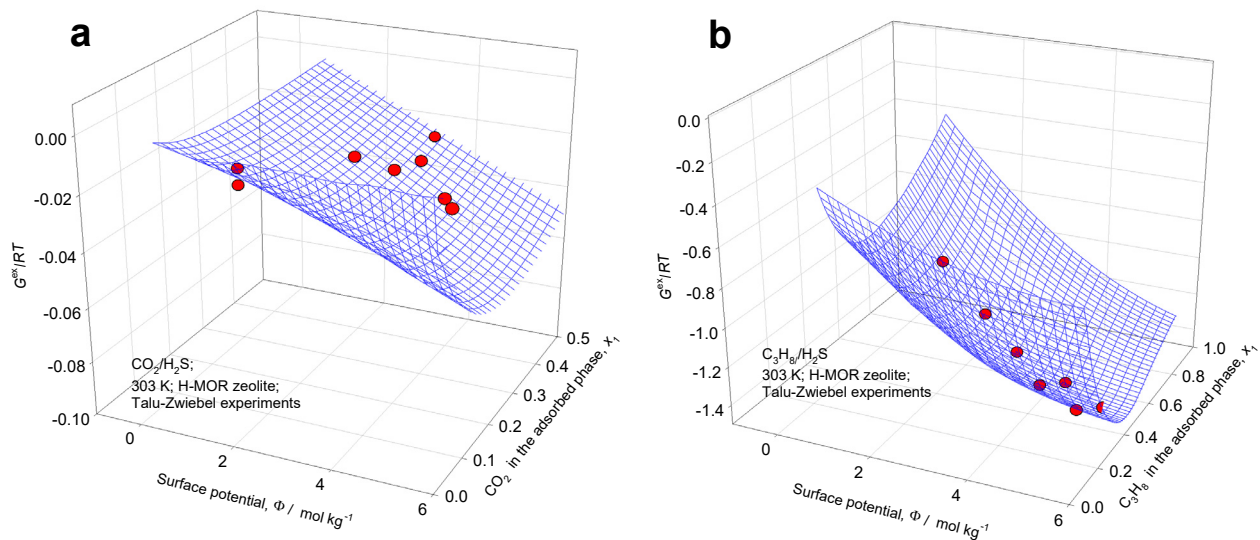 a
0.00
-0.02
-0.04
-0.06
-0.08
-0.10
Gᵉˣ/RT
0
2
4
6
Surface potential, Φ / mol kg⁻¹
0.0
0.1
0.2
0.3
0.4
0.5
CO₂ in the adsorbed phase, x₁
CO₂/H₂S;
303 K; H-MOR zeolite;
Talu-Zwiebel experiments
b
0.0
-0.2
-0.4
-0.6
-0.8
-1.0
-1.2
-1.4
Gᵉˣ/RT
0
2
4
6
Surface potential, Φ / mol kg⁻¹
0.0
0.2
0.4
0.6
0.8
1.0
C₃H₈ in the adsorbed phase, x₁
C₃H₈/H₂S
303 K; H-MOR zeolite;
Talu-Zwiebel experiments